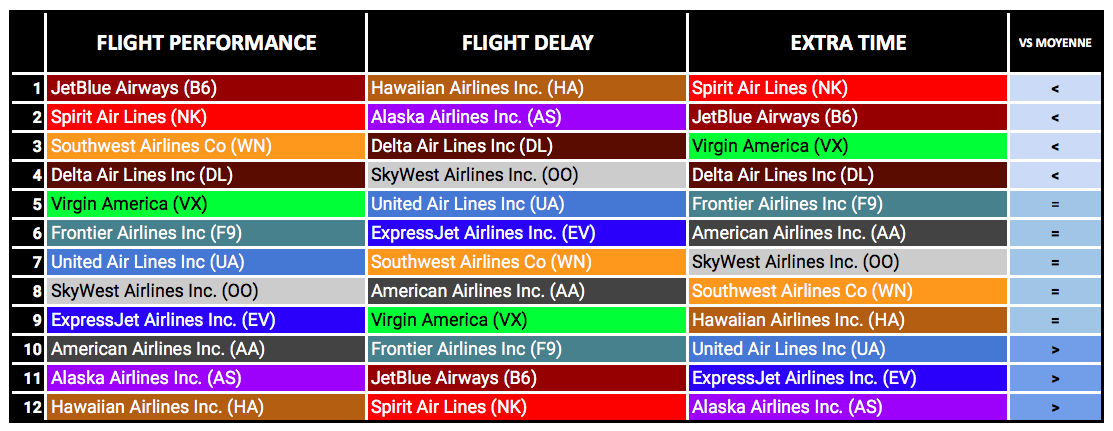 FLIGHT PERFORMANCE FLIGHT DELAY EXTRA TIME VS MOYENNE
1 JetBlue Airways (B6) Hawaiian Airlines Inc. (HA) Spirit Air Lines (NK) <
2 Spirit Air Lines (NK) Alaska Airlines Inc. (AS) JetBlue Airways (B6) <
3 Southwest Airlines Co (WN) Delta Air Lines Inc (DL) Virgin America (VX) <
4 Delta Air Lines Inc (DL) SkyWest Airlines Inc. (OO) Delta Air Lines Inc (DL) <
5 Virgin America (VX) United Air Lines Inc (UA) Frontier Airlines Inc (F9) =
6 Frontier Airlines Inc (F9) ExpressJet Airlines Inc. (EV) American Airlines Inc. (AA) =
7 United Air Lines Inc (UA) Southwest Airlines Co (WN) SkyWest Airlines Inc. (OO) =
8 SkyWest Airlines Inc. (OO) American Airlines Inc. (AA) Southwest Airlines Co (WN) =
9 ExpressJet Airlines Inc. (EV) Virgin America (VX) Hawaiian Airlines Inc. (HA) =
10 American Airlines Inc. (AA) Frontier Airlines Inc (F9) United Air Lines Inc (UA) >
11 Alaska Airlines Inc. (AS) JetBlue Airways (B6) ExpressJet Airlines Inc. (EV) >
12 Hawaiian Airlines Inc. (HA) Spirit Air Lines (NK) Alaska Airlines Inc. (AS) >